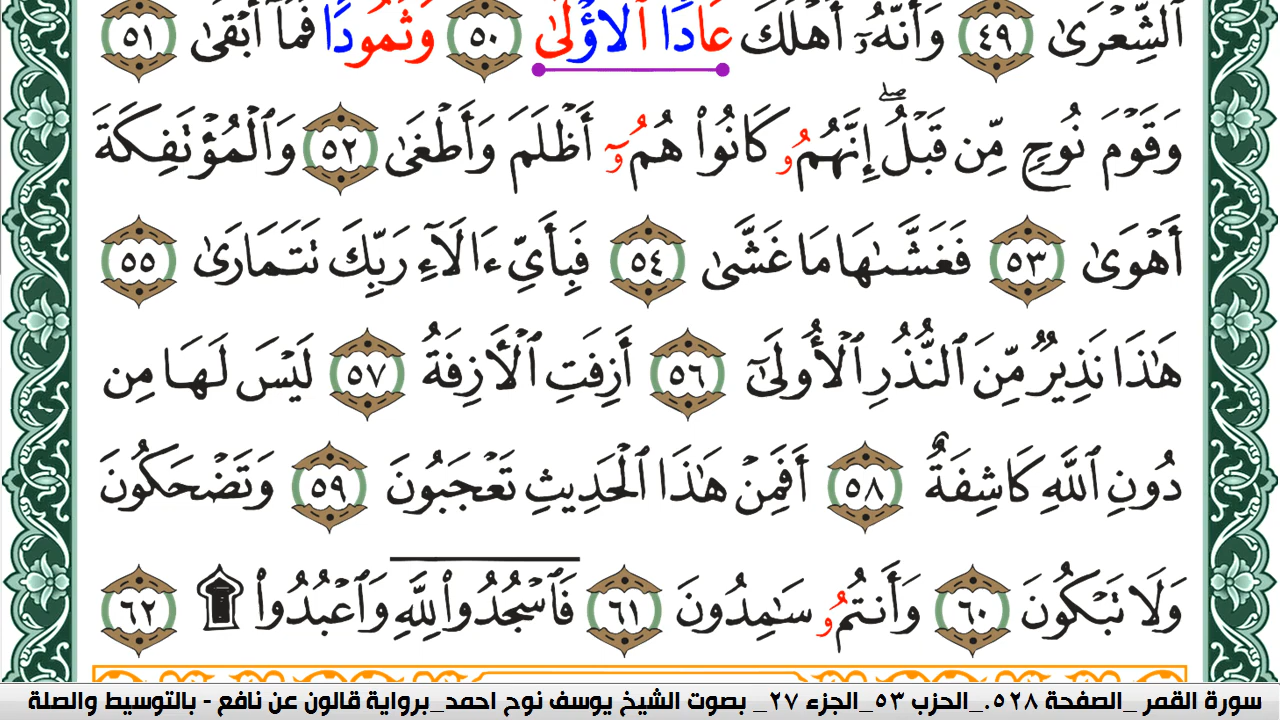 ٱلشِّعْرَىٰ ٤٩ وَأَنَّهُۥٓ أَهْلَكَ عَادًا ٱلُاؤْلَىٰ ٥٠ وَثَمُودًا فَمَآ أَبْقَىٰ ٥١
وَقَوْمَ نُوحٍ مِّن قَبْلُۖ إِنَّهُمُۥ كَانُواْ هُمُۥٓ أَظْلَمَ وَأَطْغَىٰ ٥٢ وَٱلْمُؤْتَفِكَةَ
أَهْوَىٰ ٥٣ فَغَشَّىٰهَا مَا غَشَّىٰ ٥٤ فَبِأَيِّ ءَالَآءِ رَبِّكَ تَتَمَارَىٰ ٥٥
هَٰذَا نَذِيرٌ مِّنَ ٱلنُّذُرِ ٱلْأُولَىٰٓ ٥٦ أَزِفَتِ ٱلْأَزِفَةُ ٥٧ لَيْسَ لَهَا مِن
دُونِ ٱللَّهِ كَاشِفَةٌ ٥٨ أَفَمِنْ هَٰذَا ٱلْحَدِيثِ تَعْجَبُونَ ٥٩ وَتَضْحَكُونَ
وَلَا تَبْكُونَ ٦٠ وَأَنتُمُۥ سَٰمِدُونَ ٦١ فَٱسْجُدُواْ لِلَّهِ وَٱعْبُدُواْ ۩ ٦٢
سورة القمر _الصفحة ٥٢٨._الحزب ٥٣_الجزء ٢٧_ بصوت الشيخ يوسف نوح احمد_برواية قالون عن نافع - بالتوسيط والصلة